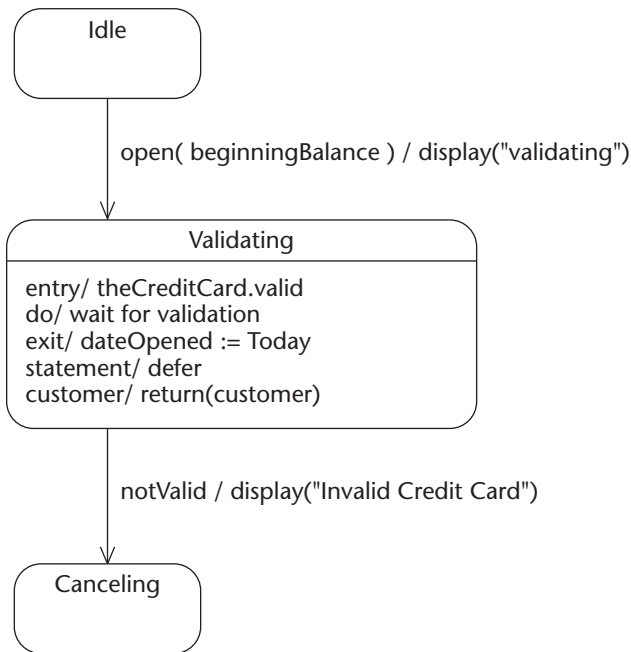 Idle
open( beginningBalance ) / display("validating")
Validating
entry/ theCreditCard.valid
do/ wait for validation
exit/ dateOpened := Today
statement/ defer
customer/ return(customer)
notValid / display("Invalid Credit Card")
Canceling